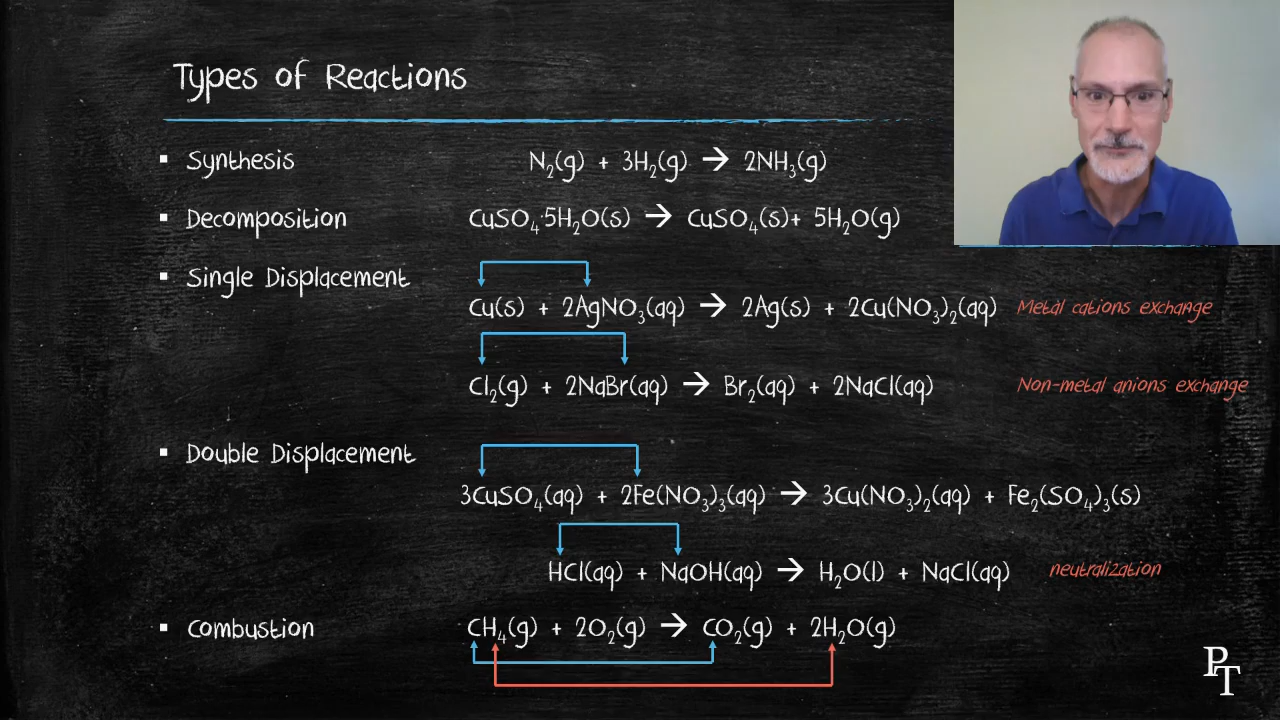 Types of Reactions
▪ Synthesis N₂(g) + 3H₂(g) → 2NH₃(g)
▪ Decomposition CuSO₄·5H₂O(s) → CuSO₄(s)+ 5H₂O(g)
▪ Single Displacement
Cu(s) + 2AgNO₃(aq) → 2Ag(s) + 2Cu(NO₃)₂(aq) Metal cations exchange
Cl₂(g) + 2NaBr(aq) → Br₂(aq) + 2NaCl(aq) Non-metal anions exchange
▪ Double Displacement
3CuSO₄(aq) + 2Fe(NO₃)₃(aq) → 3Cu(NO₃)₂(aq) + Fe₂(SO₄)₃(s)
HCl(aq) + NaOH(aq) → H₂O(l) + NaCl(aq) neutralization
▪ Combustion CH₄(g) + 2O₂(g) → CO₂(g) + 2H₂O(g)
PT